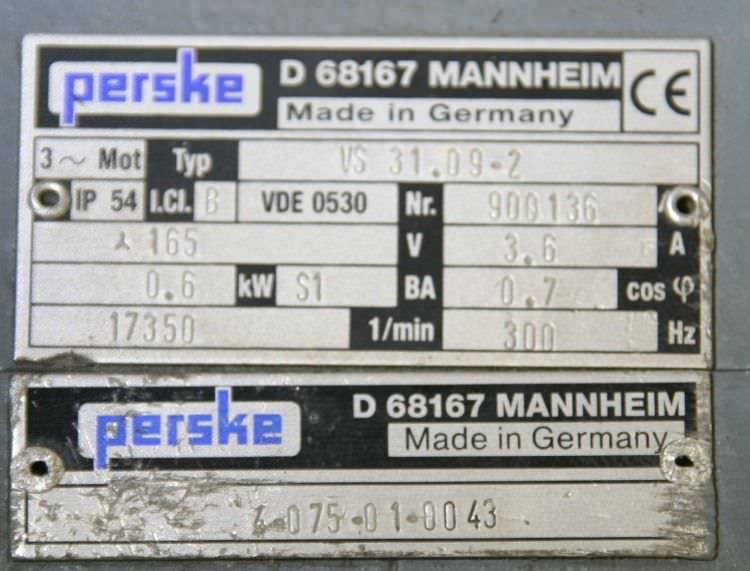 perske D 68167 MANNHEIM CE
Made in Germany
3 ~ Mot Typ VS 31.09-2
IP 54 I.Cl. B VDE 0530 Nr. 900136
⅄ 165 V 3.6 A
0.6 kW S1 BA 0.7 cos φ
17350 1/min 300 Hz
perske D 68167 MANNHEIM
Made in Germany
4-075-01-0043